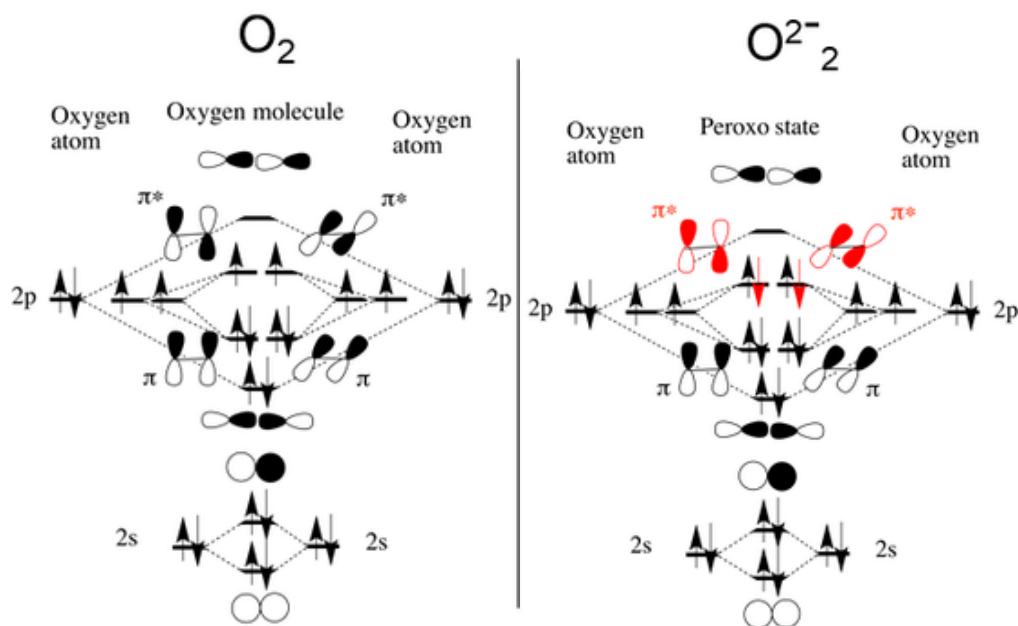 O₂
Oxygen
atom
Oxygen molecule
Oxygen
atom
π*
π*
2p
2p
π
π
2s
2s
O²⁻₂
Oxygen
atom
Peroxo state
Oxygen
atom
π*
π*
2p
2p
π
π
2s
2s